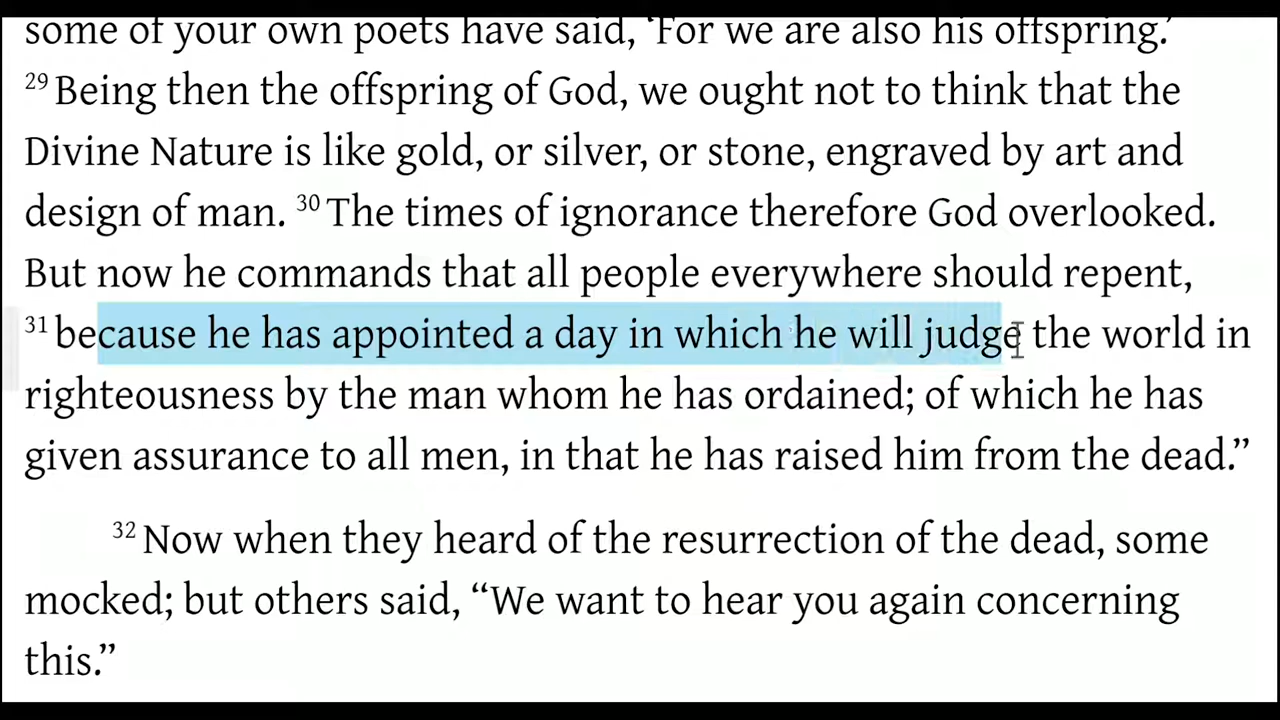 some of your own poets have said, ‘For we are also his offspring.’
29 Being then the offspring of God, we ought not to think that the
Divine Nature is like gold, or silver, or stone, engraved by art and
design of man. 30 The times of ignorance therefore God overlooked.
But now he commands that all people everywhere should repent,
31 because he has appointed a day in which he will judge the world in
righteousness by the man whom he has ordained; of which he has
given assurance to all men, in that he has raised him from the dead.”
32 Now when they heard of the resurrection of the dead, some
mocked; but others said, “We want to hear you again concerning
this.”